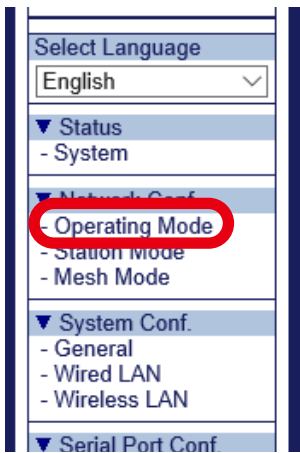 Select Language
English
▼ Status
- System
▼ Network Conf.
- Operating Mode
- Station Mode
- Mesh Mode
▼ System Conf.
- General
- Wired LAN
- Wireless LAN
▼ Serial Port Conf.